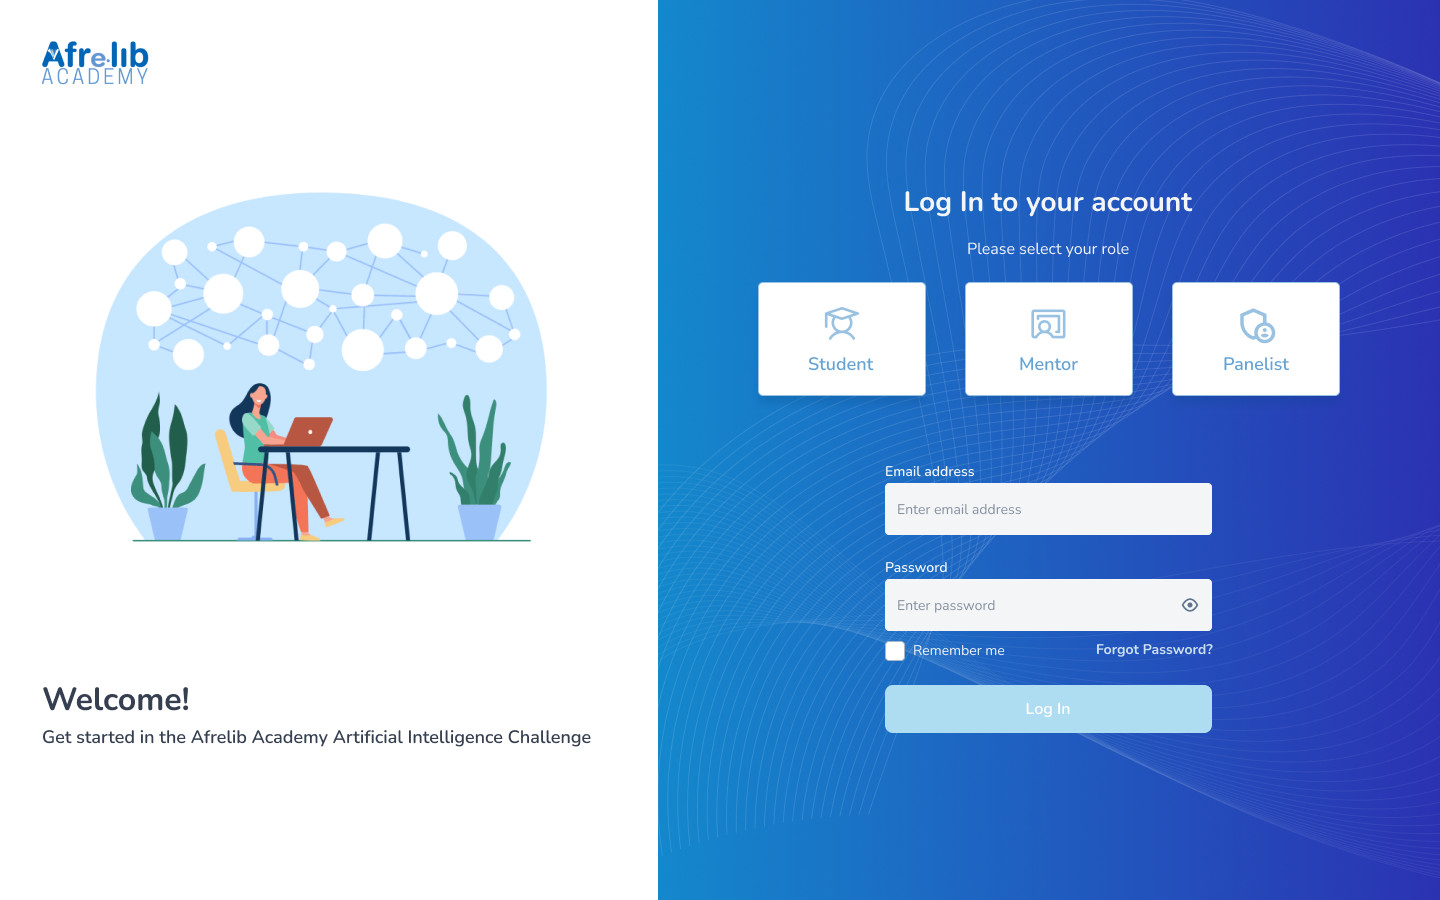 Afrelib
ACADEMY
Welcome!
Get started in the Afrelib Academy Artificial Intelligence Challenge
Log In to your account
Please select your role
Student
Mentor
Panelist
Email address
Enter email address
Password
Enter password
Remember me
Forgot Password?
Log In